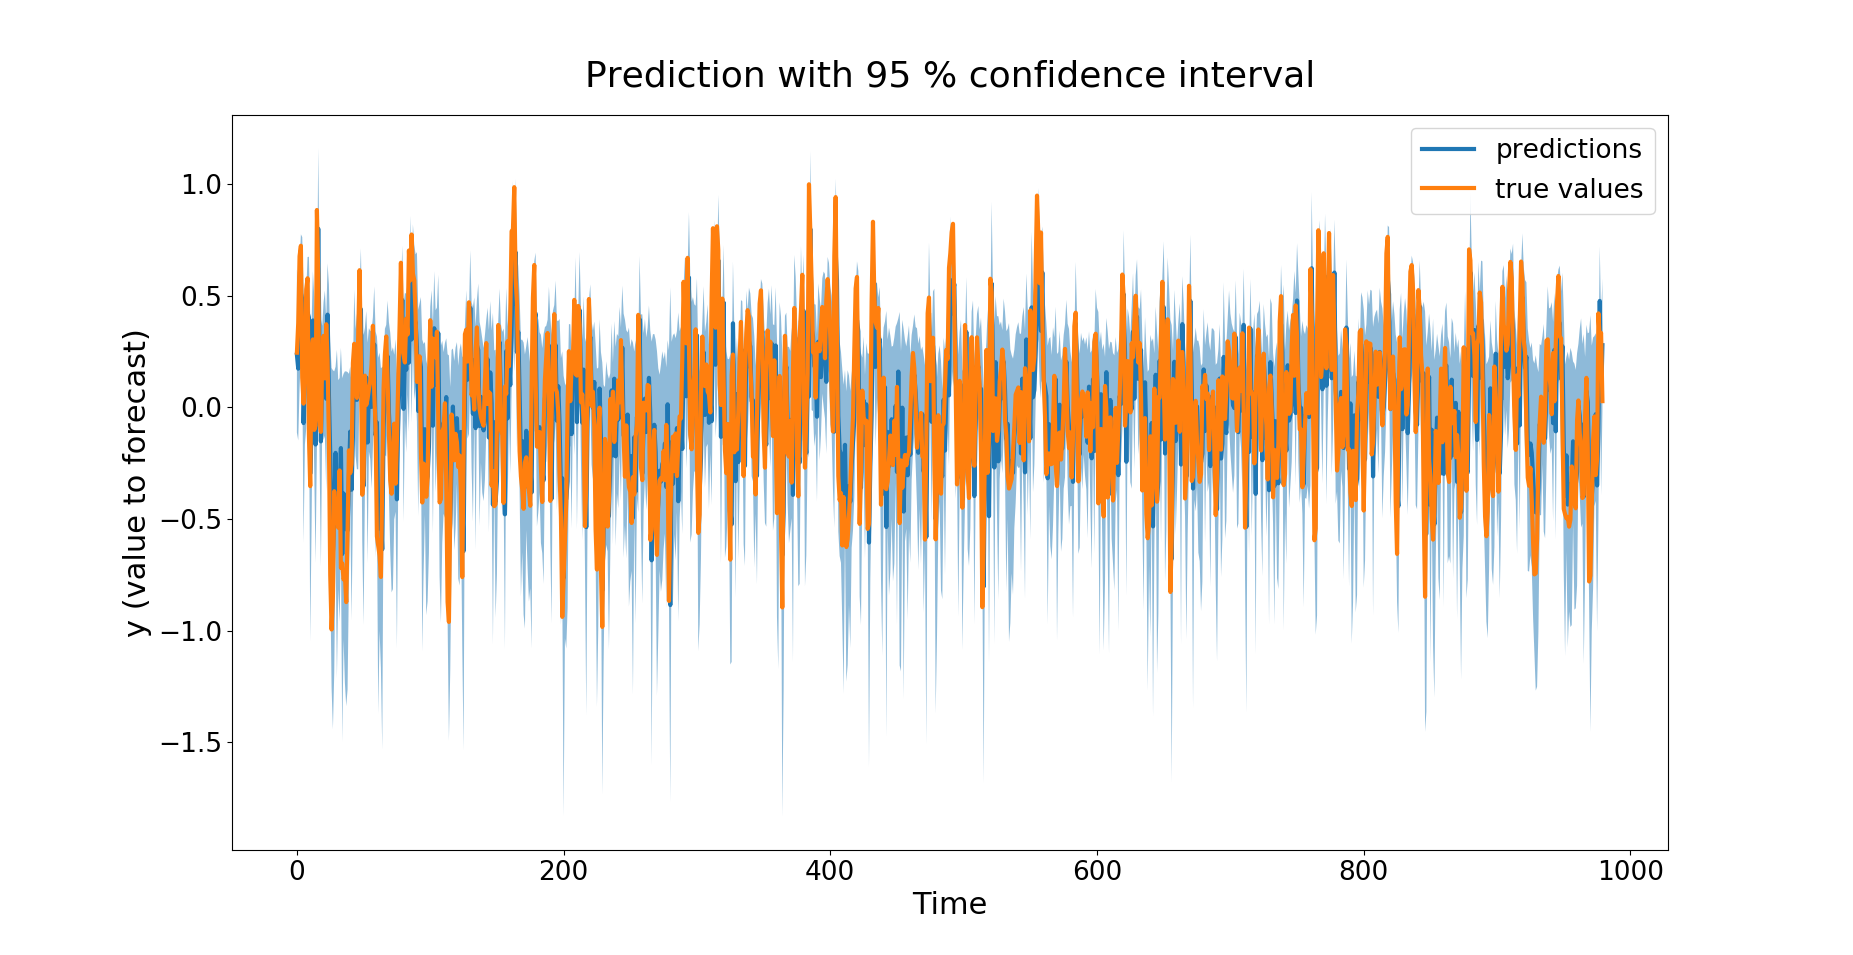 Prediction with 95 % confidence interval
predictions
true values
y (value to forecast)
1.0
0.5
0.0
−0.5
−1.0
−1.5
0
200
400
600
800
1000
Time